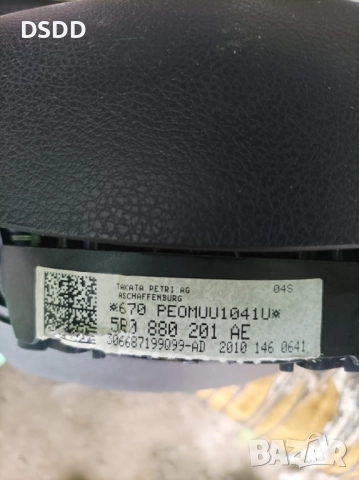 DSDD
TAKATA PETRI AG 04S
ASCHAFFENBURG
*670 PEOMUU1041U*
5R0 880 201 AE
306687199099-AD 2010 146 0641
BAZAR